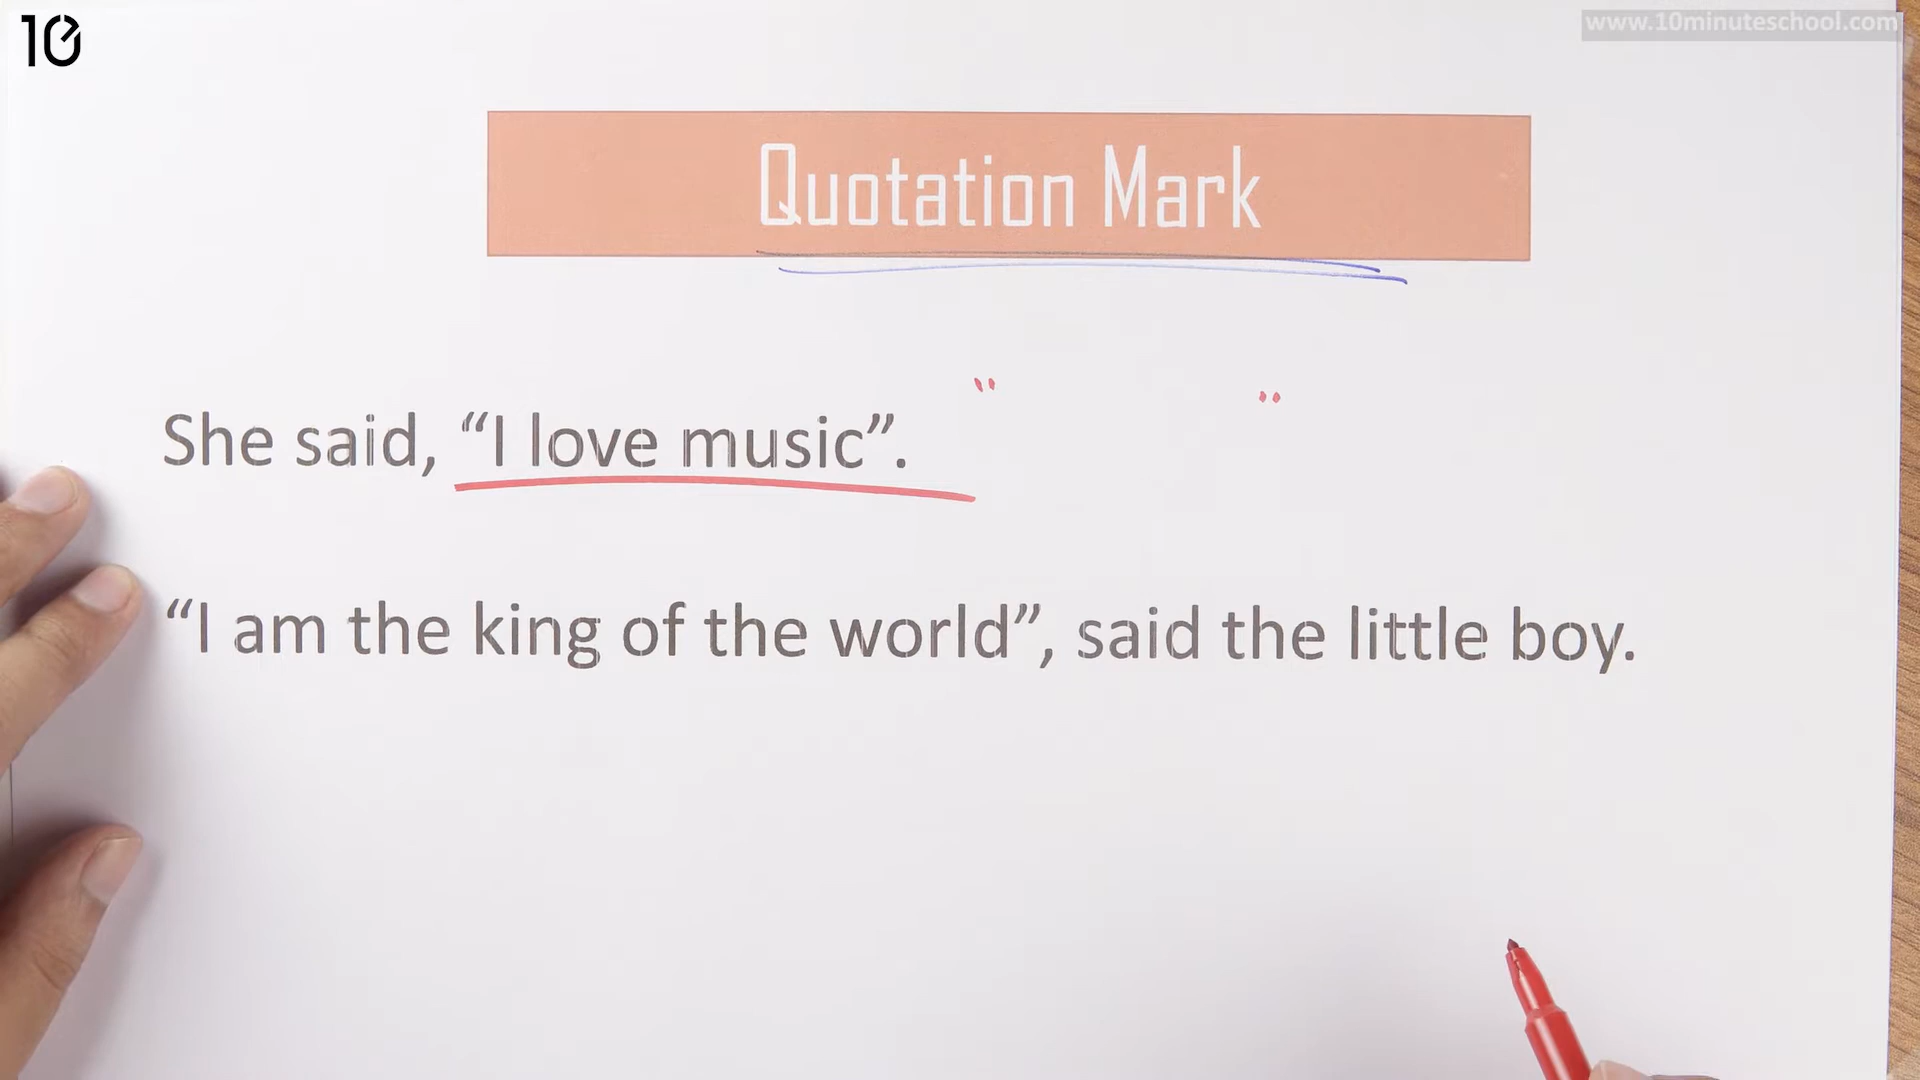 10
www.10minuteschool.com
Quotation Mark
" "
She said, “I love music”.
“I am the king of the world”, said the little boy.